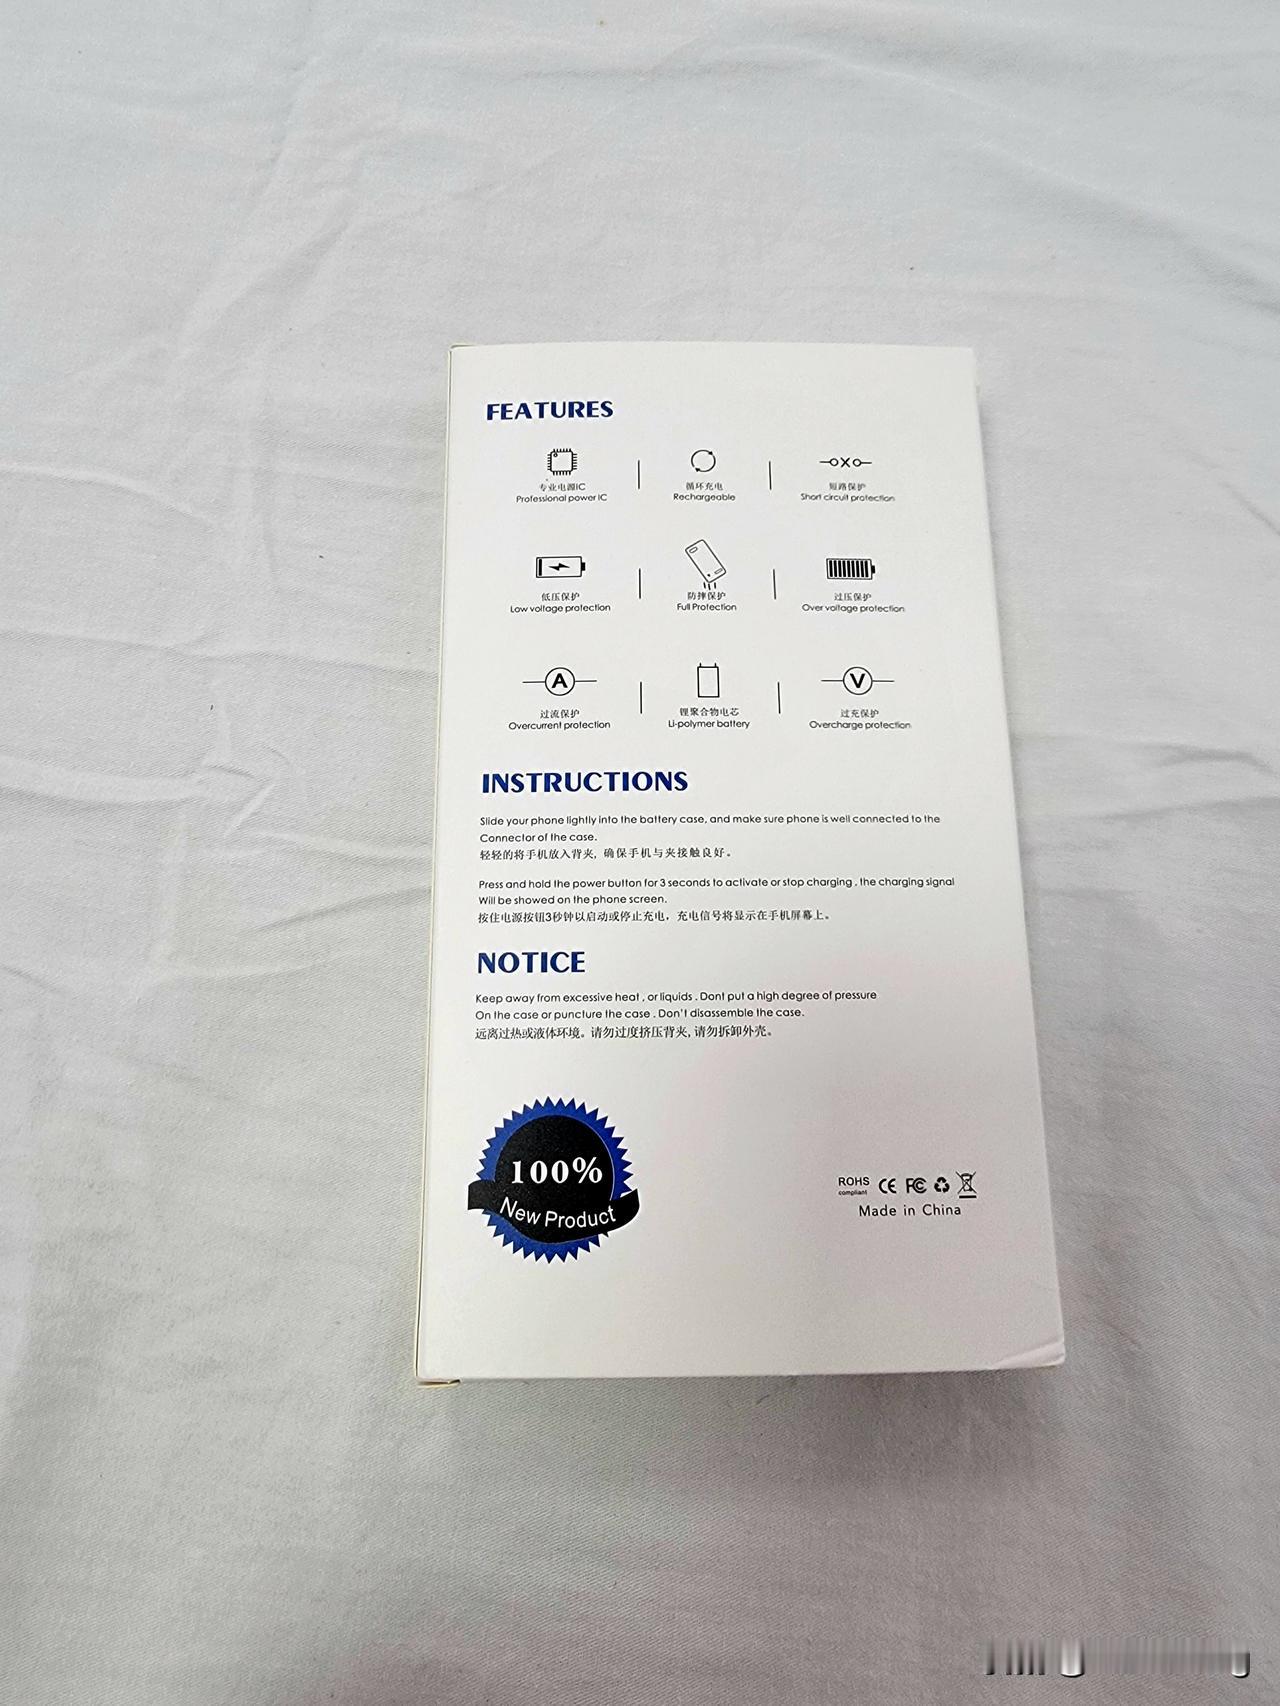 FEATURES
专业电源IC
Professional power IC
循环充电
Rechargeable
短路保护
Short circuit protection
低压保护
Low voltage protection
防摔保护
Full Protection
过压保护
Over voltage protection
A
过流保护
Overcurrent protection
锂聚合物电芯
Li-polymer battery
V
过充保护
Overcharge protection
INSTRUCTIONS
Slide your phone lightly into the battery case, and make sure phone is well connected to the
Connector of the case.
轻轻的将手机放入背夹, 确保手机与夹接触良好。
Press and hold the power button for 3 seconds to activate or stop charging , the charging signal
Will be showed on the phone screen.
按住电源按钮3秒钟以启动或停止充电, 充电信号将显示在手机屏幕上。
NOTICE
Keep away from excessive heat , or liquids . Dont put a high degree of pressure
On the case or puncture the case . Don't disassemble the case.
远离过热或液体环境。请勿过度挤压背夹, 请勿拆卸外壳。
100%
New Product
ROHS
compliant
CE FC
Made in China